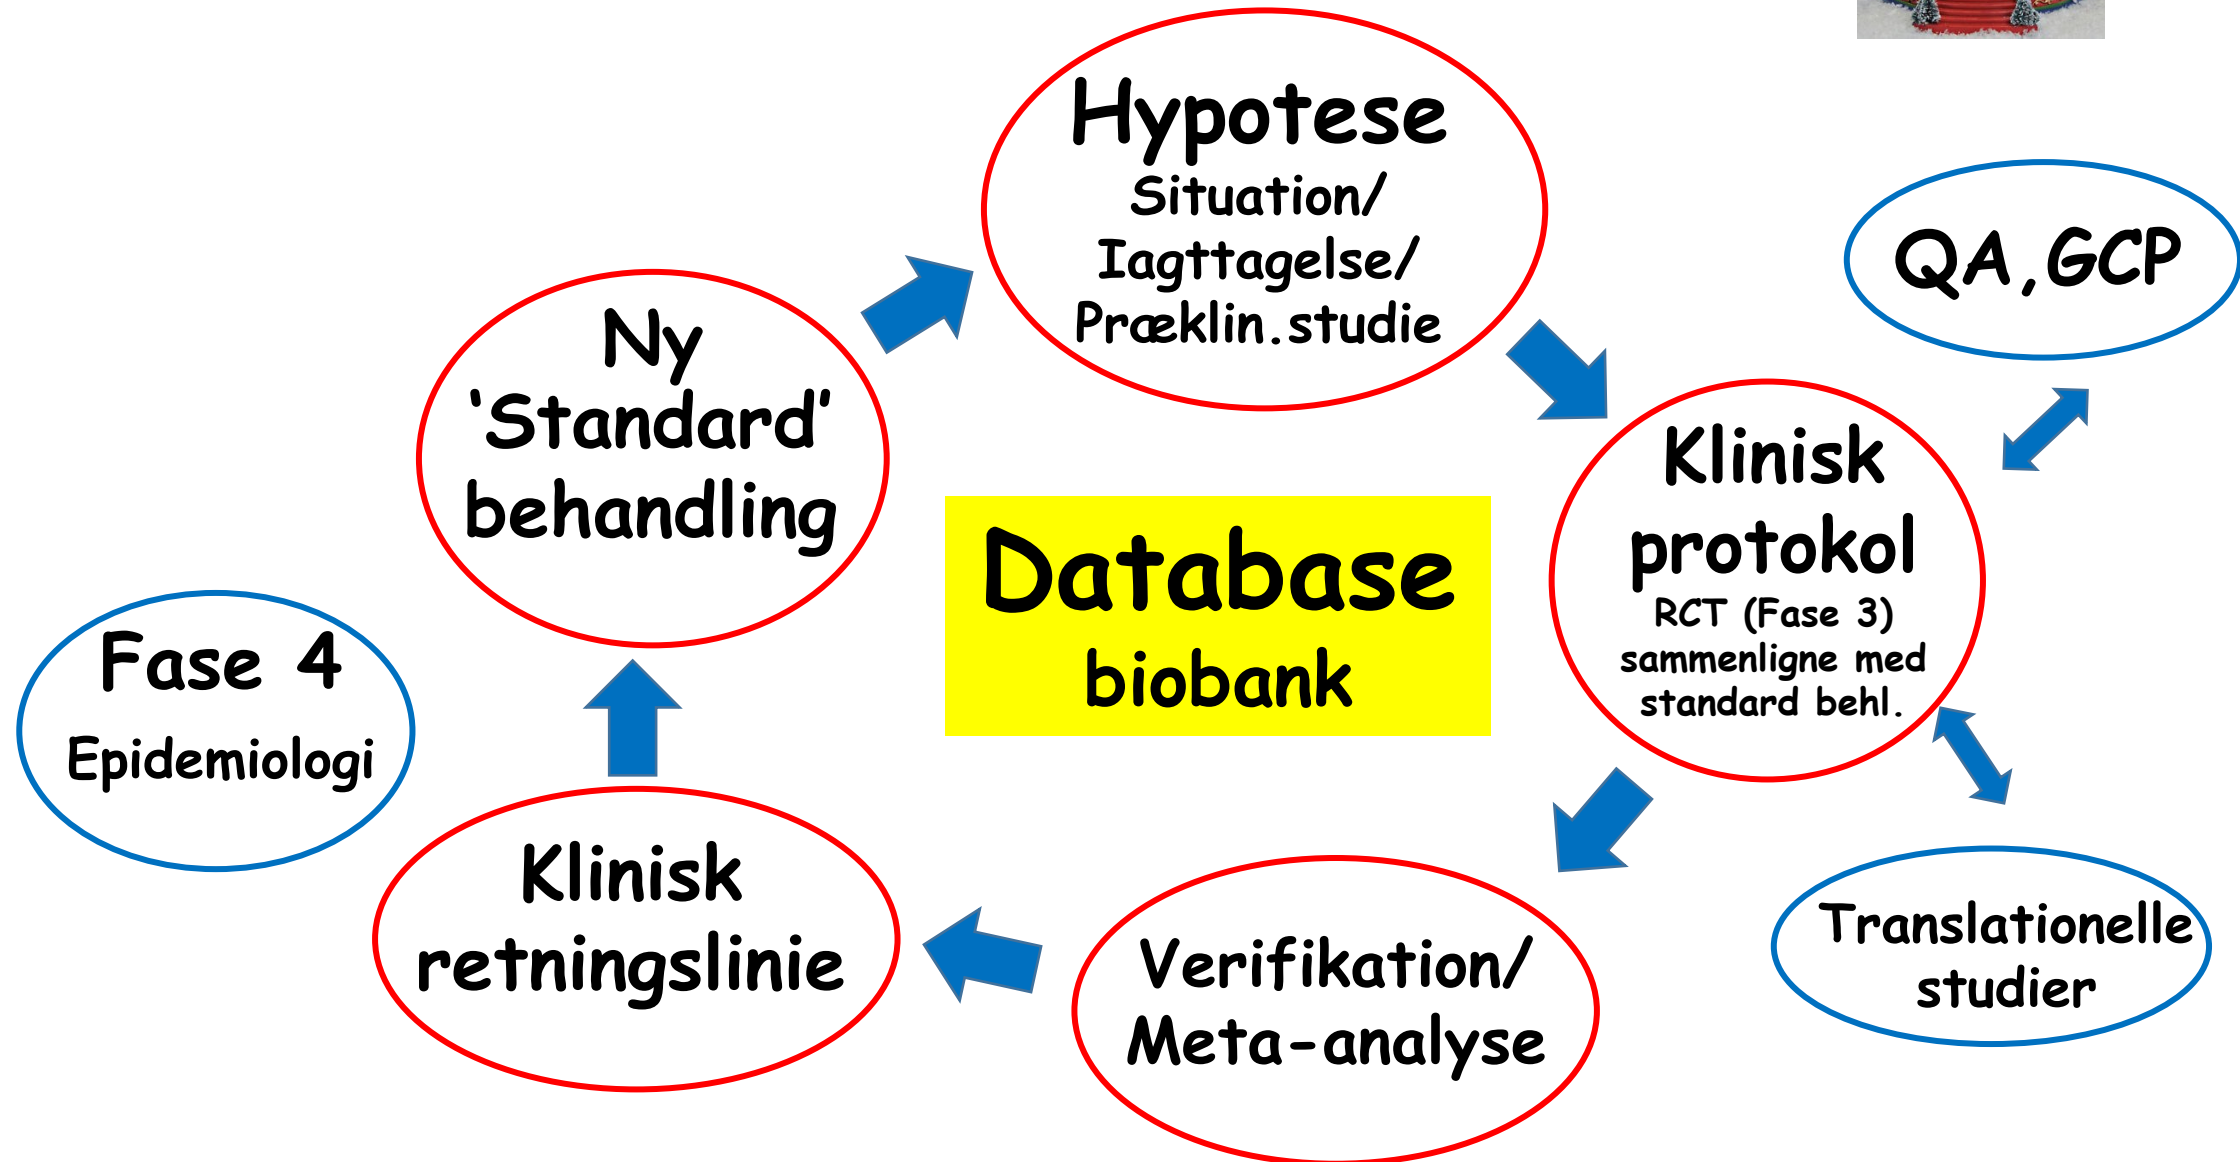 Hypotese
Situation/
Iagttagelse/
Præklin.studie
QA,GCP
Klinisk
protokol
RCT (Fase 3)
sammenligne med
standard behl.
Translationelle
studier
Verifikation/
Meta-analyse
Klinisk
retningslinie
Fase 4
Epidemiologi
Ny
‘Standard’
behandling
Database
biobank